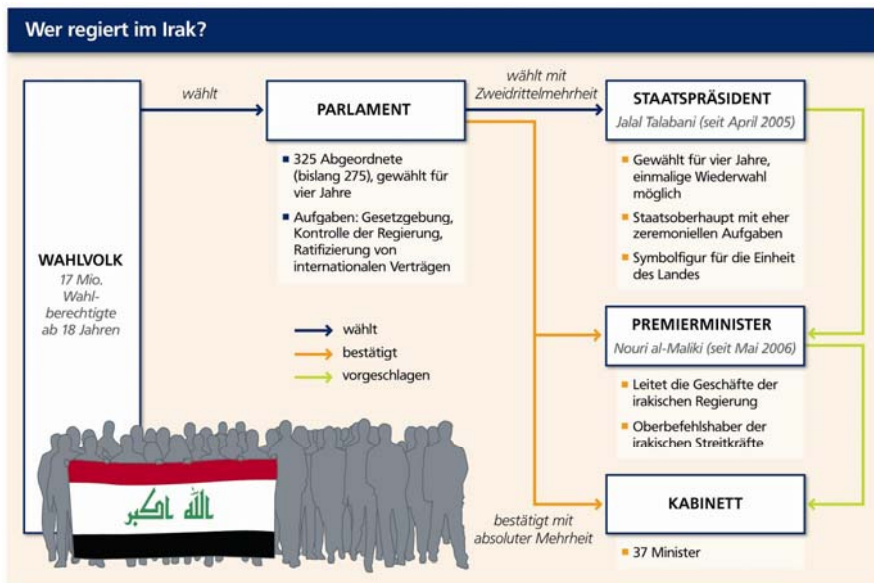 Wer regiert im Irak?
WAHLVOLK
17 Mio.
Wahl-
berechtigte
ab 18 Jahren
wählt
PARLAMENT
325 Abgeordnete
(bislang 275), gewählt für
vier Jahre
Aufgaben: Gesetzgebung,
Kontrolle der Regierung,
Ratifizierung von
internationalen Verträgen
wählt
bestätigt
vorgeschlagen
wählt mit
Zweidrittelmehrheit
STAATSPRÄSIDENT
Jalal Talabani (seit April 2005)
Gewählt für vier Jahre,
einmalige Wiederwahl
möglich
Staatsoberhaupt mit eher
zeremoniellen Aufgaben
Symbolfigur für die Einheit
des Landes
PREMIERMINISTER
Nouri al-Maliki (seit Mai 2006)
Leitet die Geschäfte der
irakischen Regierung
Oberbefehlshaber der
irakischen Streitkräfte
bestätigt mit
absoluter Mehrheit
KABINETT
37 Minister
الله اكبر